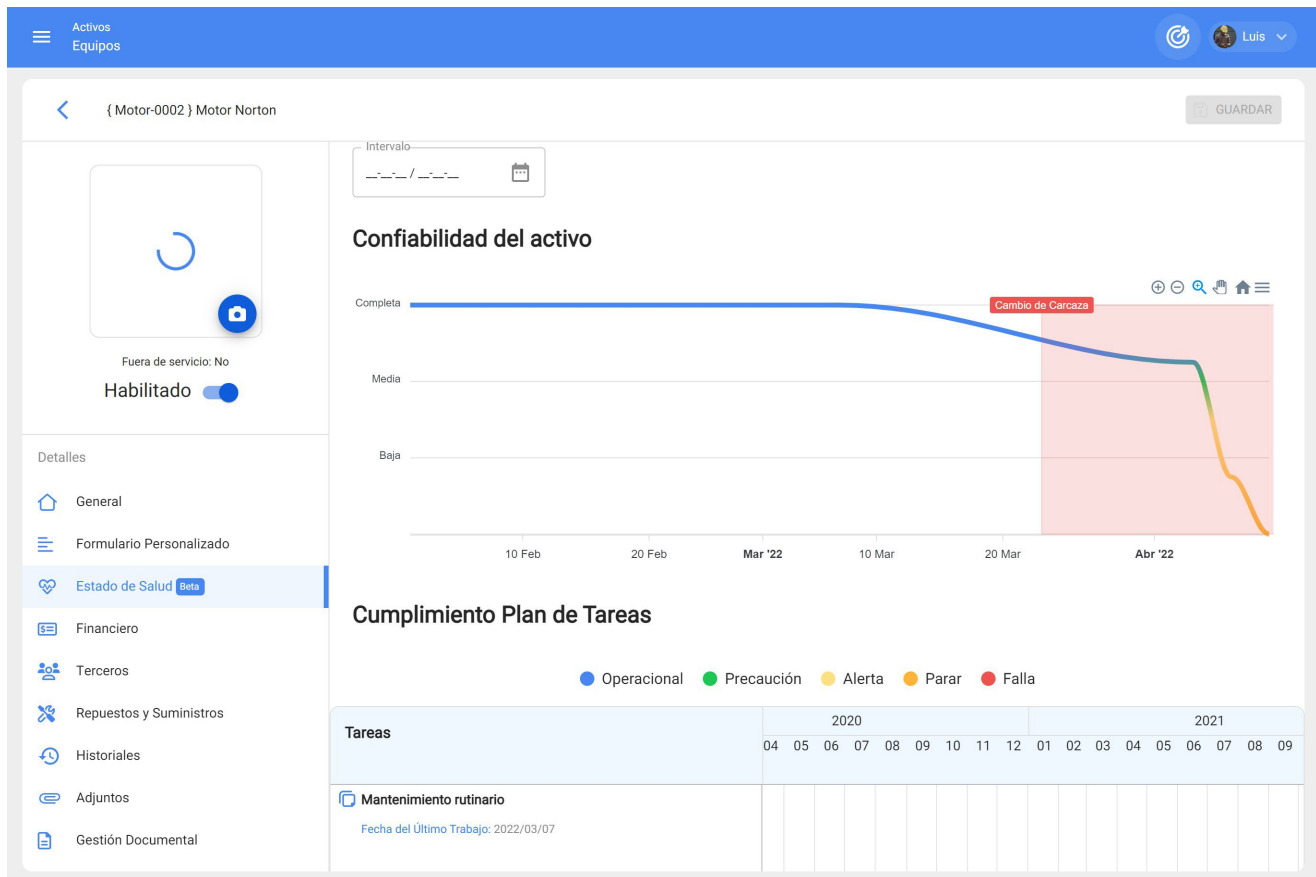 Activos
Equipos
Luis
{ Motor-0002 } Motor Norton
GUARDAR
Fuera de servicio: No
Habilitado
Detalles
General
Formulario Personalizado
Estado de Salud Beta
Financiero
Terceros
Repuestos y Suministros
Historiales
Adjuntos
Gestión Documental
Intervalo
__-__-__ / __-__-__
Confiabilidad del activo
Completa
Media
Baja
Cambio de Carcaza
10 Feb 20 Feb Mar '22 10 Mar 20 Mar Abr '22
Cumplimiento Plan de Tareas
Operacional Precaución Alerta Parar Falla
Tareas
2020 2021
04 05 06 07 08 09 10 11 12 01 02 03 04 05 06 07 08 09
Mantenimiento rutinario
Fecha del Último Trabajo: 2022/03/07